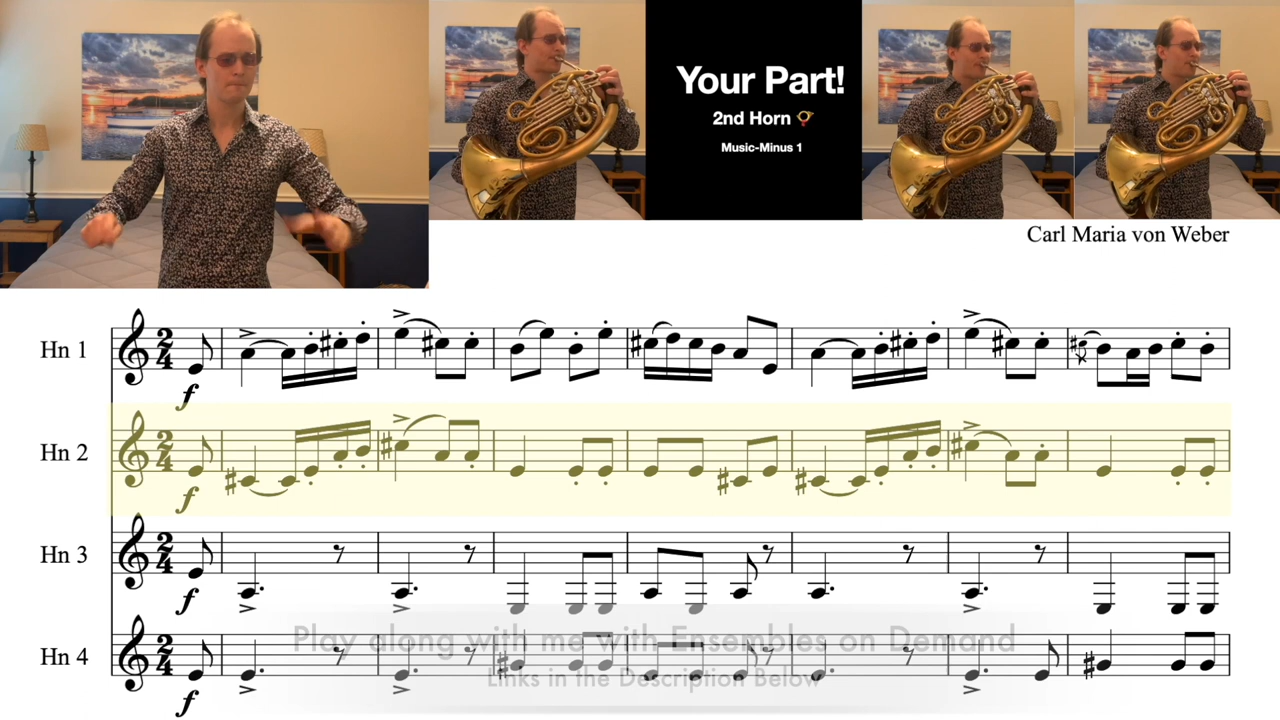 Your Part!
2nd Horn
Music-Minus 1
Carl Maria von Weber
Hn 1
f
Hn 2
f
Hn 3
f
Hn 4
f
Play along with me with Ensembles on Demand
Links in the Description Below